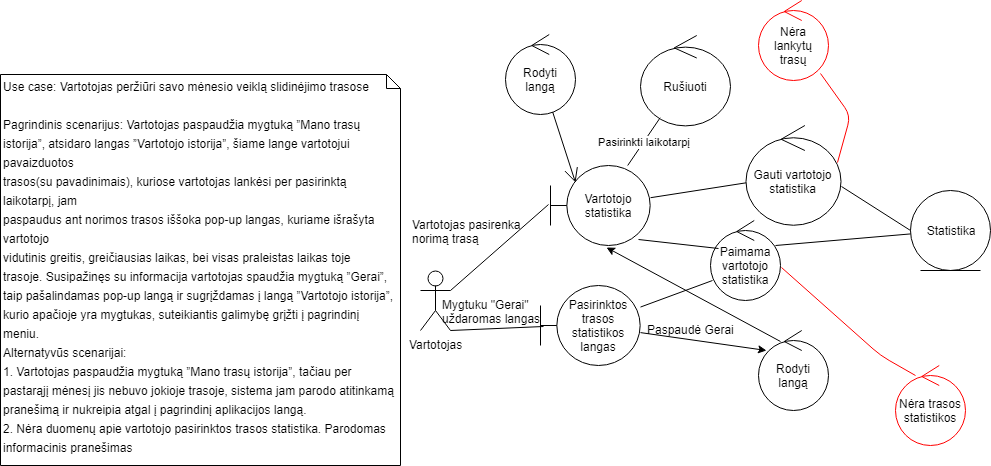 Use case: Vartotojas peržiūri savo mėnesio veiklą slidinėjimo trasose
Pagrindinis scenarijus: Vartotojas paspaudžia mygtuką ”Mano trasų
istorija”, atsidaro langas ”Vartotojo istorija”, šiame lange vartotojui
pavaizduotos
trasos(su pavadinimais), kuriose vartotojas lankėsi per pasirinktą
laikotarpį, jam
paspaudus ant norimos trasos iššoka pop-up langas, kuriame išrašyta
vartotojo
vidutinis greitis, greičiausias laikas, bei visas praleistas laikas toje
trasoje. Susipažinęs su informacija vartotojas spaudžia mygtuką ”Gerai”,
taip pašalindamas pop-up langą ir sugrįždamas į langą ”Vartotojo istorija”,
kurio apačioje yra mygtukas, suteikiantis galimybę grįžti į pagrindinį
meniu.
Alternatyvūs scenarijai:
1. Vartotojas paspaudžia mygtuką ”Mano trasų istorija”, tačiau per
pastarąjį mėnesį jis nebuvo jokioje trasoje, sistema jam parodo atitinkamą
pranešimą ir nukreipia atgal į pagrindinį aplikacijos langą.
2. Nėra duomenų apie vartotojo pasirinktos trasos statistika. Parodomas
informacinis pranešimas
Nėra
lankytų
trasų
Rodyti
langą
Rušiuoti
Pasirinkti laikotarpį
Gauti vartotojo
statistika
Vartotojo
statistika
Vartotojas pasirenka
norimą trasą
Statistika
Paimama
vartotojo
statistika
Mygtuku "Gerai"
uždaromas langas
Vartotojas
Pasirinktos
trasos
statistikos
langas
Paspaudė Gerai
Rodyti
langą
Nėra trasos
statistikos